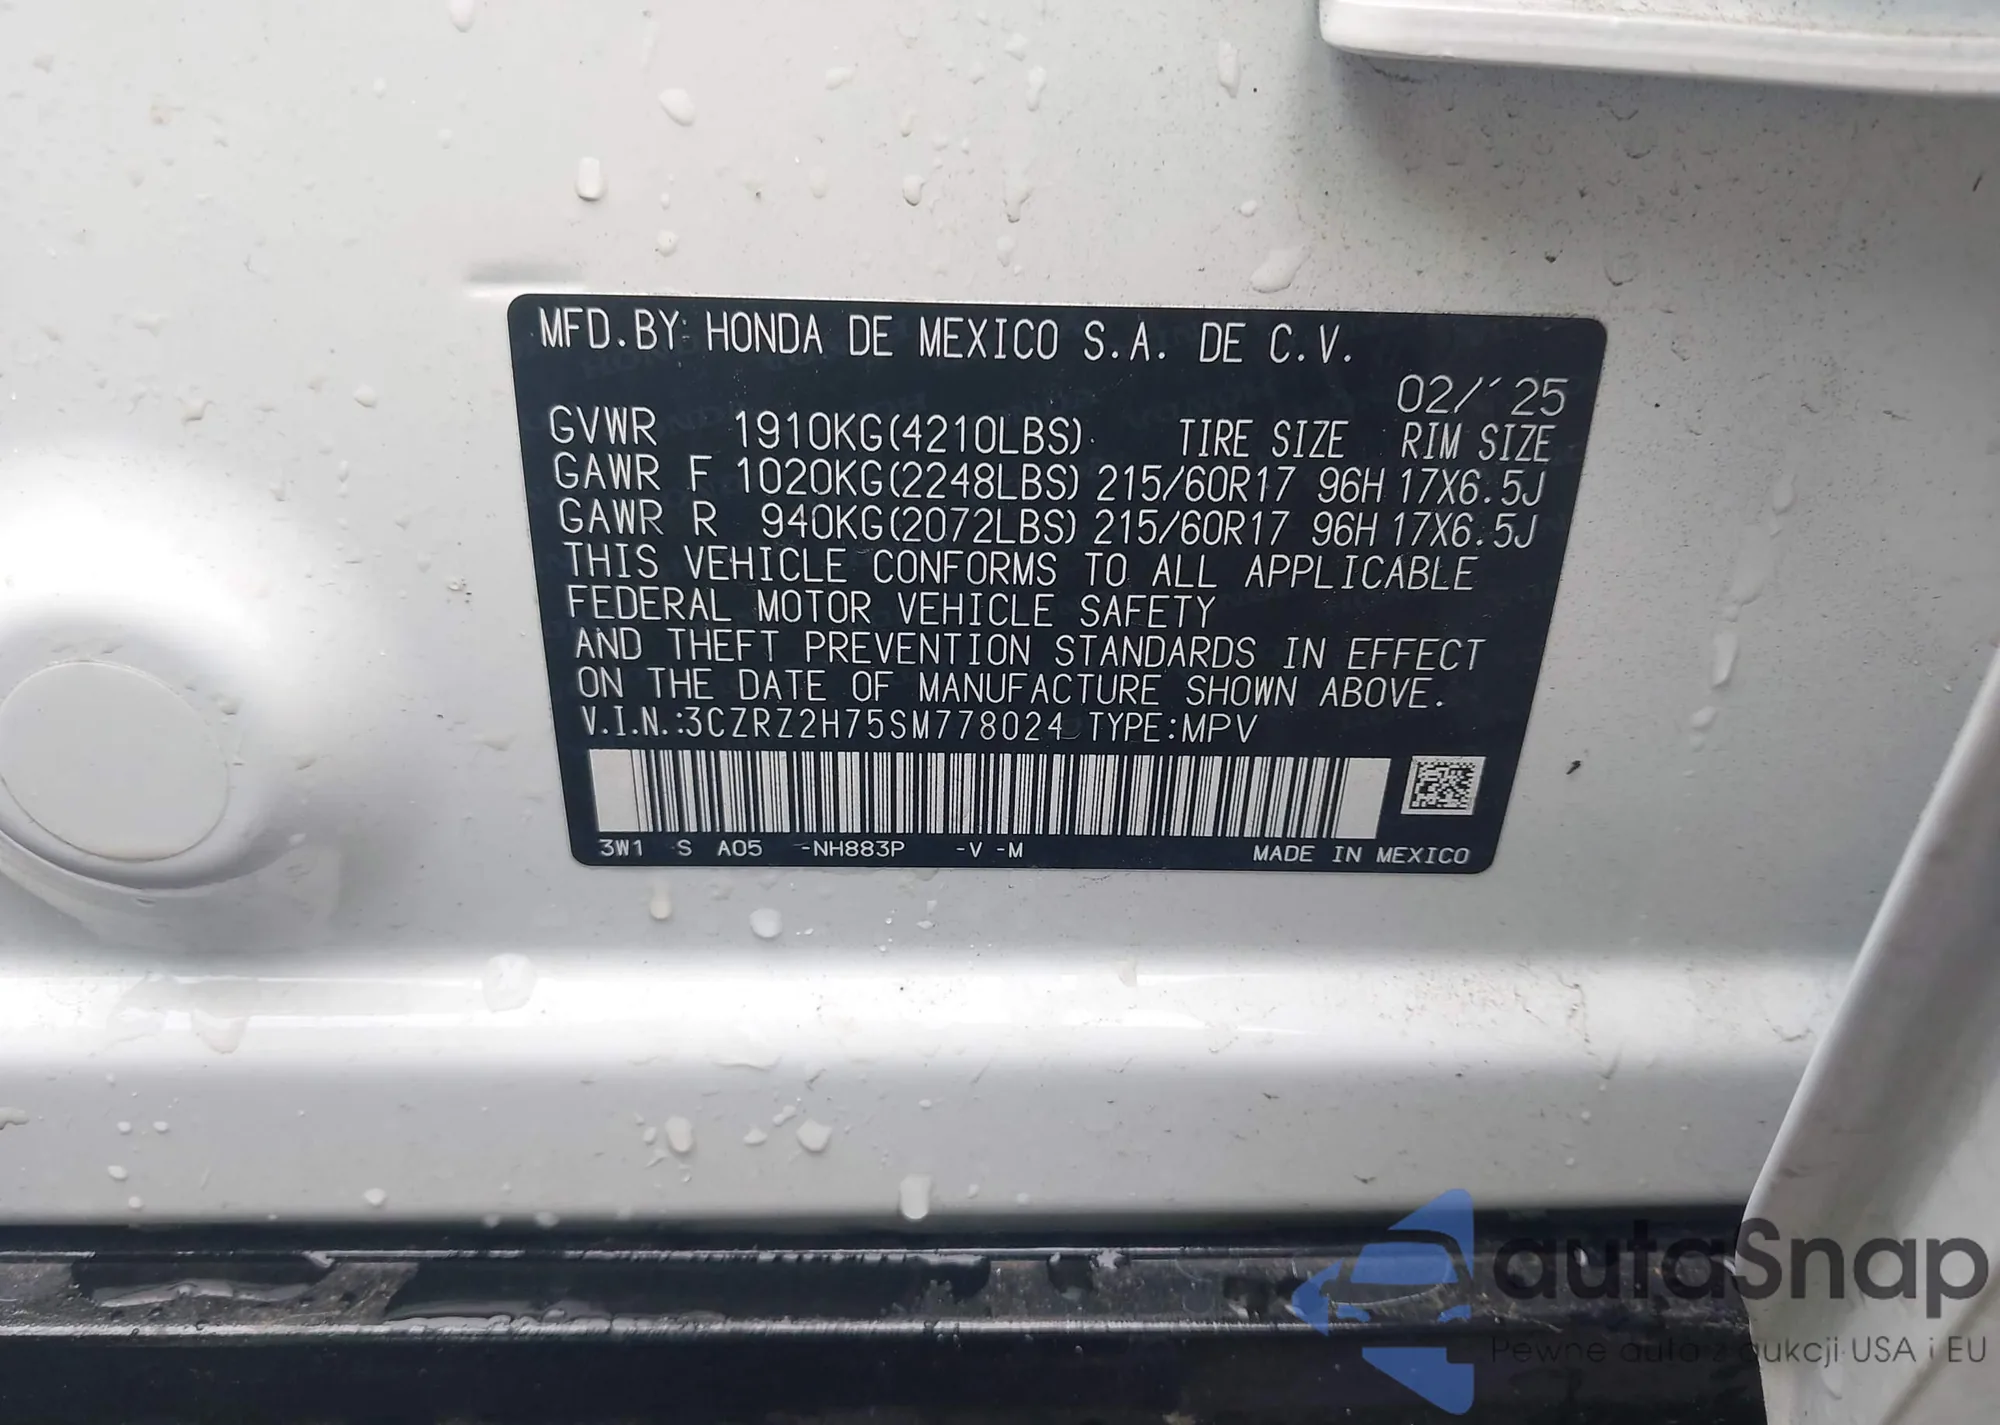 MFD.BY: HONDA DE MEXICO S.A. DE C.V.
02/´25
GVWR 1910KG(4210LBS) TIRE SIZE RIM SIZE
GAWR F 1020KG(2248LBS) 215/60R17 96H 17X6.5J
GAWR R 940KG(2072LBS) 215/60R17 96H 17X6.5J
THIS VEHICLE CONFORMS TO ALL APPLICABLE
FEDERAL MOTOR VEHICLE SAFETY
AND THEFT PREVENTION STANDARDS IN EFFECT
ON THE DATE OF MANUFACTURE SHOWN ABOVE.
V.I.N.:3CZRZ2H75SM778024 TYPE:MPV
3W1 S A05 -NH883P -V -M MADE IN MEXICO
autaSnap
Pewne auta z aukcji USA i EU